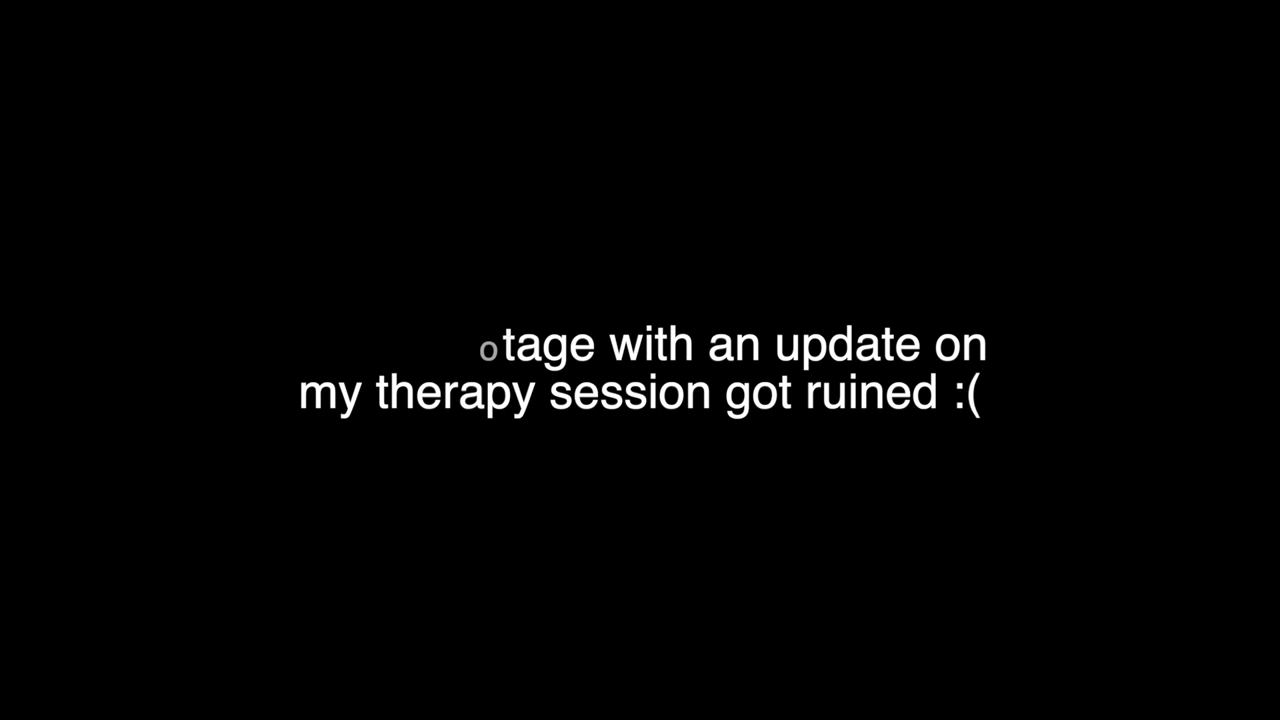 otage with an update on
my therapy session got ruined :(